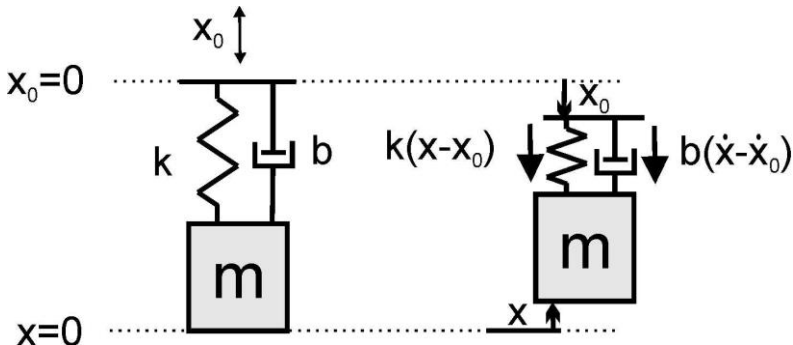 x₀
x₀=0
k
b
m
x=0
x₀
k(x-x₀)
b(ẋ-ẋ₀)
m
x